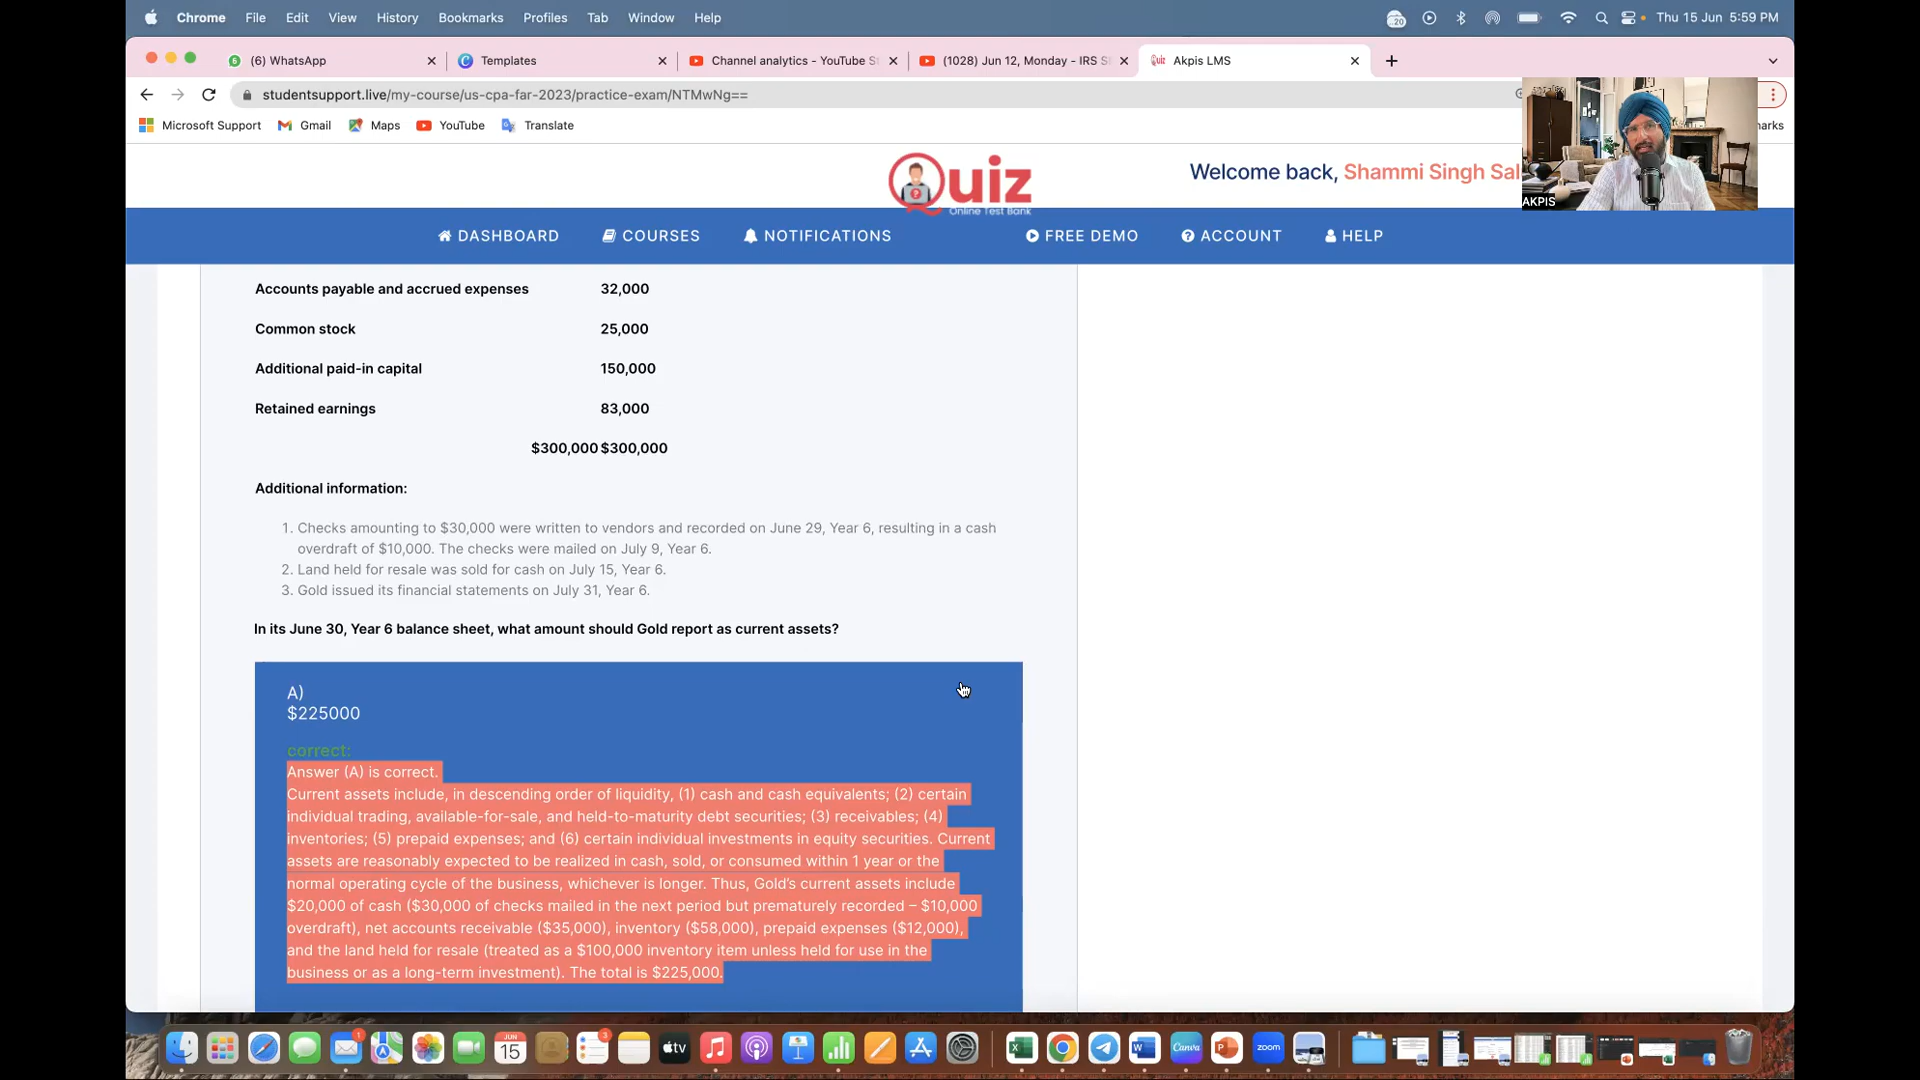 Chrome File Edit View History Bookmarks Profiles Tab Window Help
20
Thu 15 Jun 5:59 PM
6 (6) WhatsApp
Templates
Channel analytics - YouTube S
(1028) Jun 12, Monday - IRS S
Quiz Akpis LMS
studentsupport.live/my-course/us-cpa-far-2023/practice-exam/NTMwNg==
Microsoft Support
Gmail
Maps
YouTube
Translate
Quiz
Online Test Bank
Welcome back, Shammi Singh Sal
AKPIS
DASHBOARD
COURSES
NOTIFICATIONS
FREE DEMO
ACCOUNT
HELP
Accounts payable and accrued expenses 32,000
Common stock 25,000
Additional paid-in capital 150,000
Retained earnings 83,000
$300,000 $300,000
Additional information:
1. Checks amounting to $30,000 were written to vendors and recorded on June 29, Year 6, resulting in a cash
overdraft of $10,000. The checks were mailed on July 9, Year 6.
2. Land held for resale was sold for cash on July 15, Year 6.
3. Gold issued its financial statements on July 31, Year 6.
In its June 30, Year 6 balance sheet, what amount should Gold report as current assets?
A)
$225000
correct:
Answer (A) is correct.
Current assets include, in descending order of liquidity, (1) cash and cash equivalents; (2) certain
individual trading, available-for-sale, and held-to-maturity debt securities; (3) receivables; (4)
inventories; (5) prepaid expenses; and (6) certain individual investments in equity securities. Current
assets are reasonably expected to be realized in cash, sold, or consumed within 1 year or the
normal operating cycle of the business, whichever is longer. Thus, Gold's current assets include
$20,000 of cash ($30,000 of checks mailed in the next period but prematurely recorded – $10,000
overdraft), net accounts receivable ($35,000), inventory ($58,000), prepaid expenses ($12,000),
and the land held for resale (treated as a $100,000 inventory item unless held for use in the
business or as a long-term investment). The total is $225,000.
1
JUN
15
3
tv
zoom
Canva